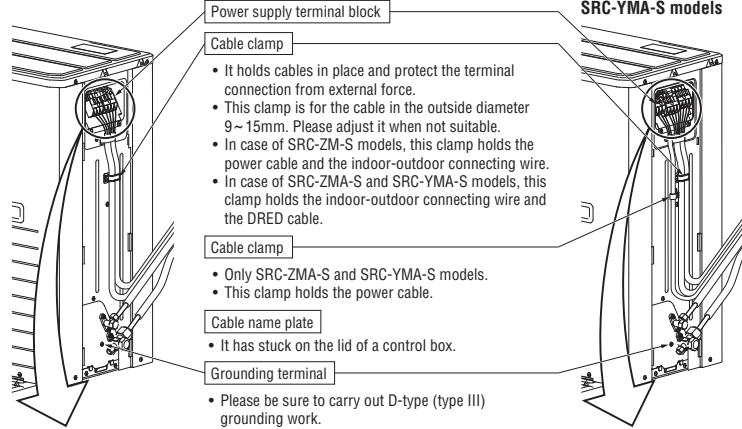 SRC-YMA-S models
Power supply terminal block
Cable clamp
• It holds cables in place and protect the terminal
connection from external force.
• This clamp is for the cable in the outside diameter
9~15mm. Please adjust it when not suitable.
• In case of SRC-ZM-S models, this clamp holds the
power cable and the indoor-outdoor connecting wire.
• In case of SRC-ZMA-S and SRC-YMA-S models, this
clamp holds the indoor-outdoor connecting wire and
the DRED cable.
Cable clamp
• Only SRC-ZMA-S and SRC-YMA-S models.
• This clamp holds the power cable.
Cable name plate
• It has stuck on the lid of a control box.
Grounding terminal
• Please be sure to carry out D-type (type III)
grounding work.